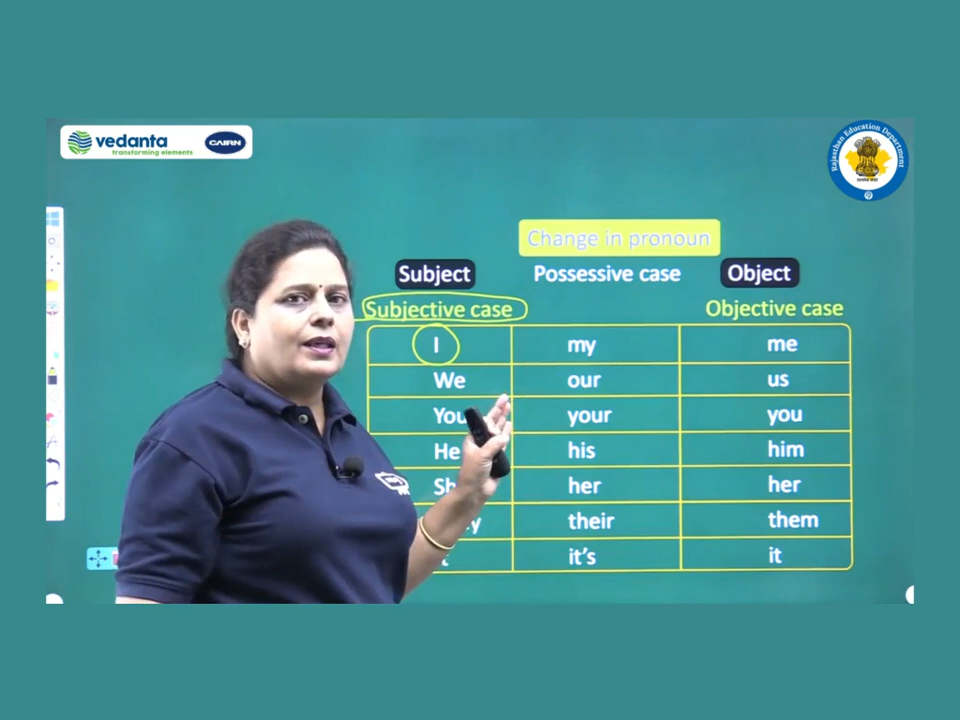 vedanta
transforming elements
CAIRN
Rajasthan Education Department
Change in pronoun
Subject Possessive case Object
Subjective case Objective case
I my me
We our us
You your you
He his him
her her
their them
it's it